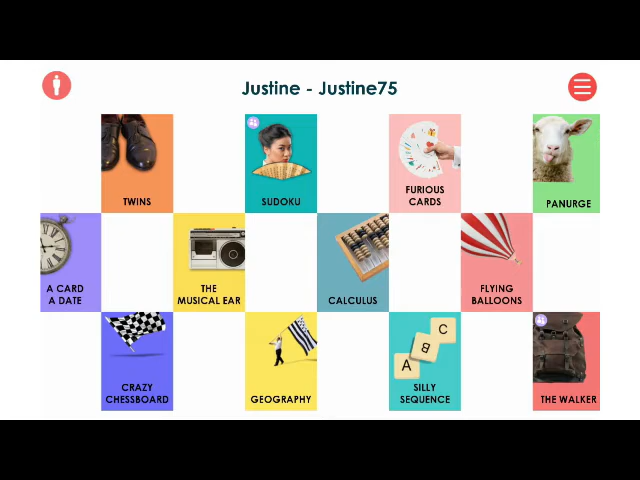 Justine - Justine75
TWINS
SUDOKU
FURIOUS
CARDS
PANURGE
A CARD
A DATE
THE
MUSICAL EAR
CALCULUS
FLYING
BALLOONS
CRAZY
CHESSBOARD
GEOGRAPHY
A
B
C
SILLY
SEQUENCE
THE WALKER